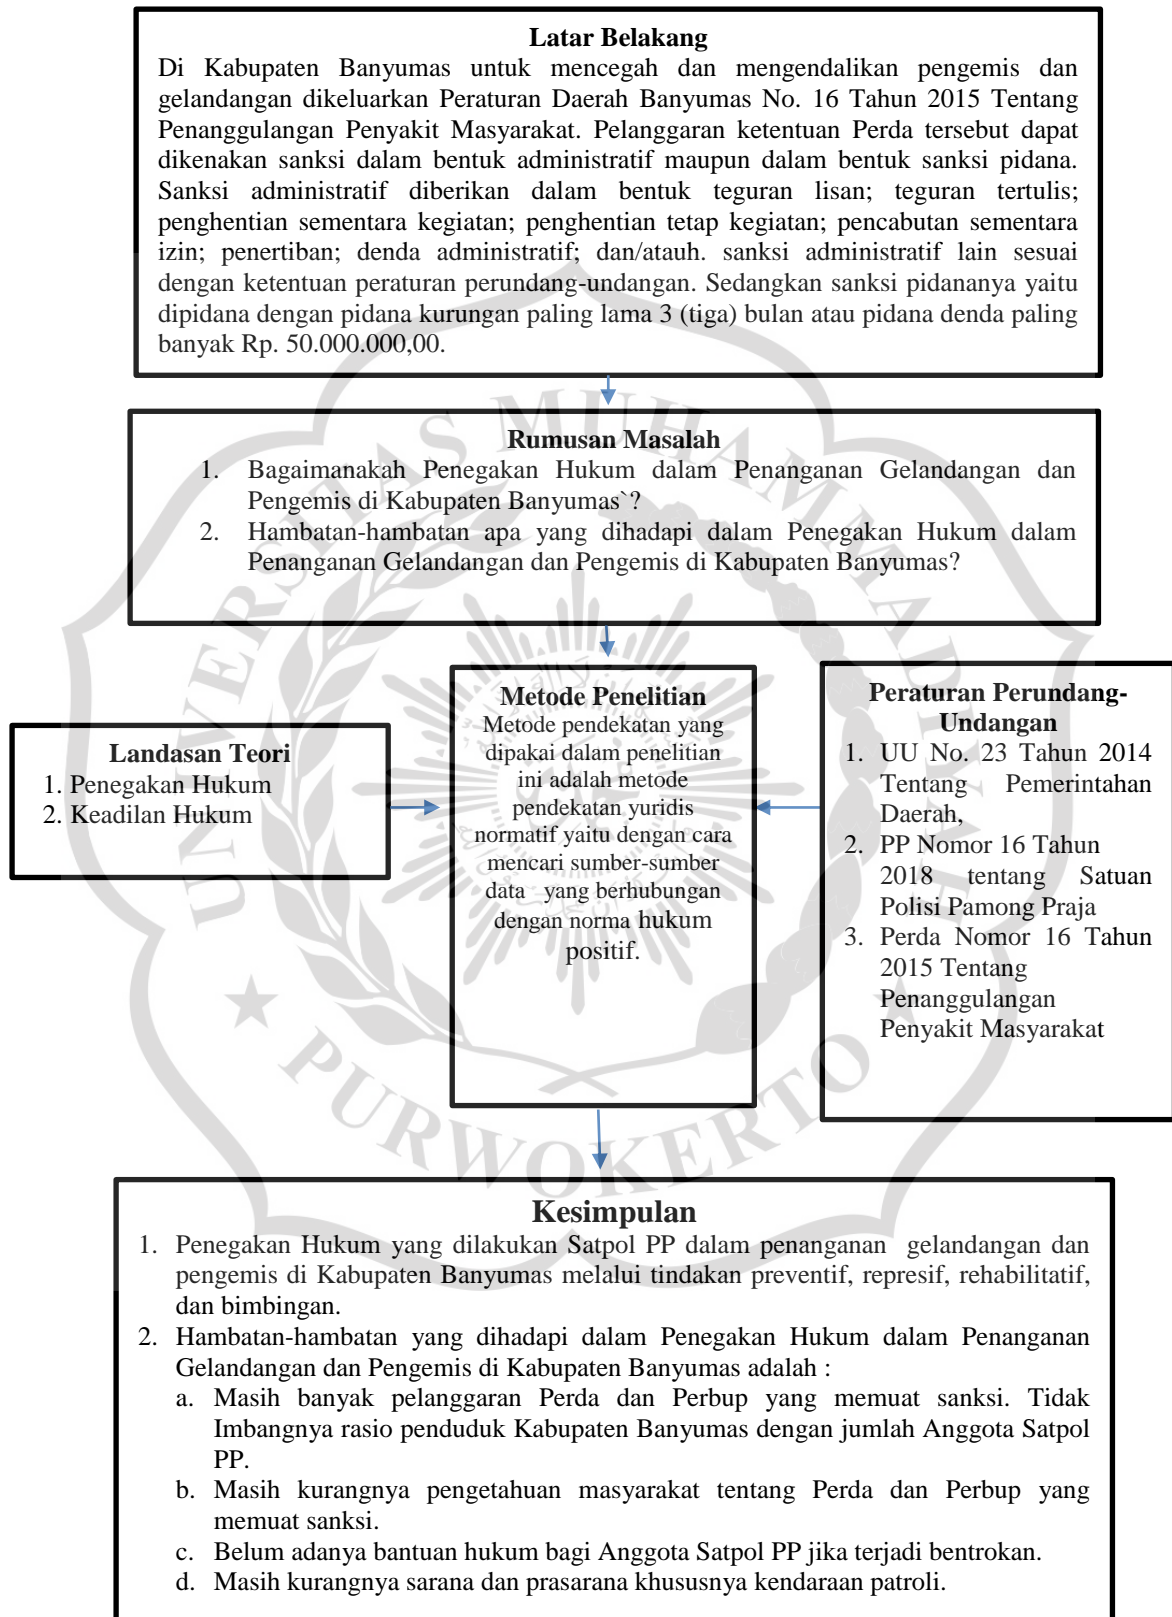 Latar Belakang
Di Kabupaten Banyumas untuk mencegah dan mengendalikan pengemis dan
gelandangan dikeluarkan Peraturan Daerah Banyumas No. 16 Tahun 2015 Tentang
Penanggulangan Penyakit Masyarakat. Pelanggaran ketentuan Perda tersebut dapat
dikenakan sanksi dalam bentuk administratif maupun dalam bentuk sanksi pidana.
Sanksi administratif diberikan dalam bentuk teguran lisan; teguran tertulis;
penghentian sementara kegiatan; penghentian tetap kegiatan; pencabutan sementara
izin; penertiban; denda administratif; dan/atauh. sanksi administratif lain sesuai
dengan ketentuan peraturan perundang-undangan. Sedangkan sanksi pidananya yaitu
dipidana dengan pidana kurungan paling lama 3 (tiga) bulan atau pidana denda paling
banyak Rp. 50.000.000,00.
Rumusan Masalah
1. Bagaimanakah Penegakan Hukum dalam Penanganan Gelandangan dan
Pengemis di Kabupaten Banyumas`?
2. Hambatan-hambatan apa yang dihadapi dalam Penegakan Hukum dalam
Penanganan Gelandangan dan Pengemis di Kabupaten Banyumas?
Landasan Teori
1. Penegakan Hukum
2. Keadilan Hukum
Metode Penelitian
Metode pendekatan yang
dipakai dalam penelitian
ini adalah metode
pendekatan yuridis
normatif yaitu dengan cara
mencari sumber-sumber
data yang berhubungan
dengan norma hukum
positif.
Peraturan Perundang-
Undangan
1. UU No. 23 Tahun 2014
Tentang Pemerintahan
Daerah,
2. PP Nomor 16 Tahun
2018 tentang Satuan
Polisi Pamong Praja
3. Perda Nomor 16 Tahun
2015 Tentang
Penanggulangan
Penyakit Masyarakat
Kesimpulan
1. Penegakan Hukum yang dilakukan Satpol PP dalam penanganan gelandangan dan
pengemis di Kabupaten Banyumas melalui tindakan preventif, represif, rehabilitatif,
dan bimbingan.
2. Hambatan-hambatan yang dihadapi dalam Penegakan Hukum dalam Penanganan
Gelandangan dan Pengemis di Kabupaten Banyumas adalah :
a. Masih banyak pelanggaran Perda dan Perbup yang memuat sanksi. Tidak
Imbangnya rasio penduduk Kabupaten Banyumas dengan jumlah Anggota Satpol
PP.
b. Masih kurangnya pengetahuan masyarakat tentang Perda dan Perbup yang
memuat sanksi.
c. Belum adanya bantuan hukum bagi Anggota Satpol PP jika terjadi bentrokan.
d. Masih kurangnya sarana dan prasarana khususnya kendaraan patroli.
UNIVERSITAS MUHAMMADIYAH
PURWOKERTO